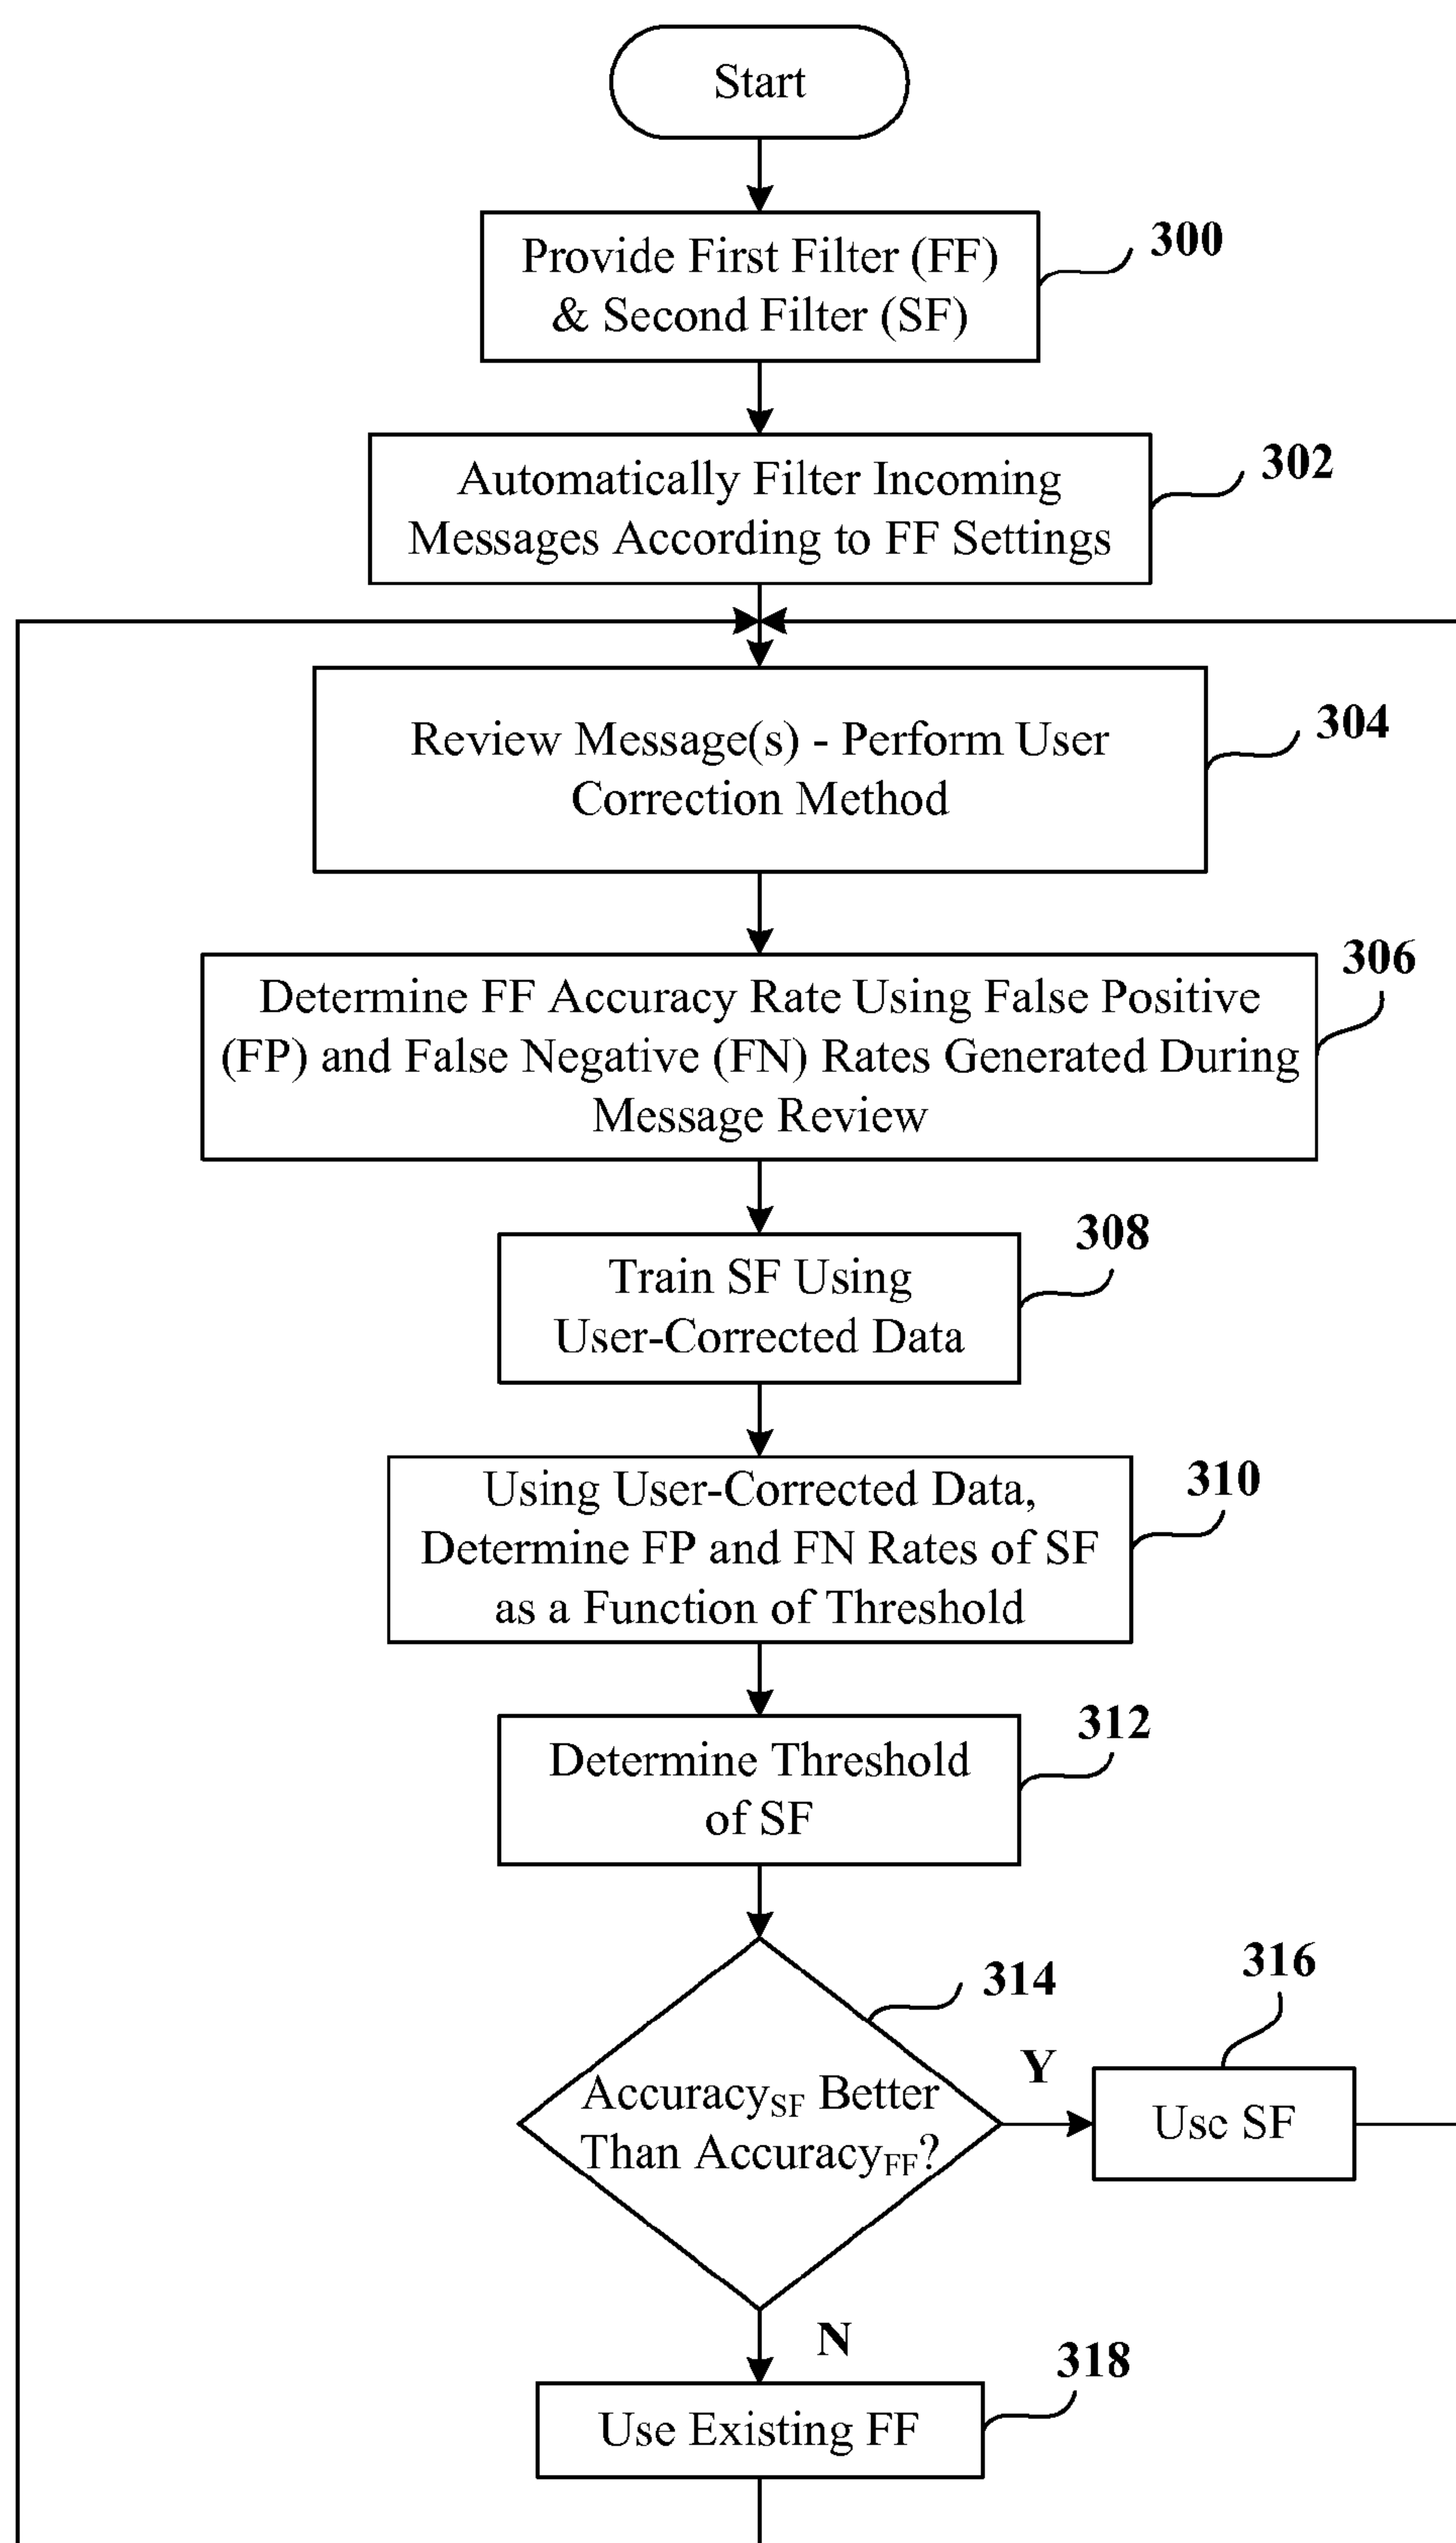 Start
Provide First Filter (FF)
& Second Filter (SF)
300
Automatically Filter Incoming
Messages According to FF Settings
302
Review Message(s) - Perform User
Correction Method
304
Determine FF Accuracy Rate Using False Positive
(FP) and False Negative (FN) Rates Generated During
Message Review
306
Train SF Using
User-Corrected Data
308
Using User-Corrected Data,
Determine FP and FN Rates of SF
as a Function of Threshold
310
Determine Threshold
of SF
312
314
AccuracySF Better
Than AccuracyFF?
Y
316
Use SF
N
318
Use Existing FF